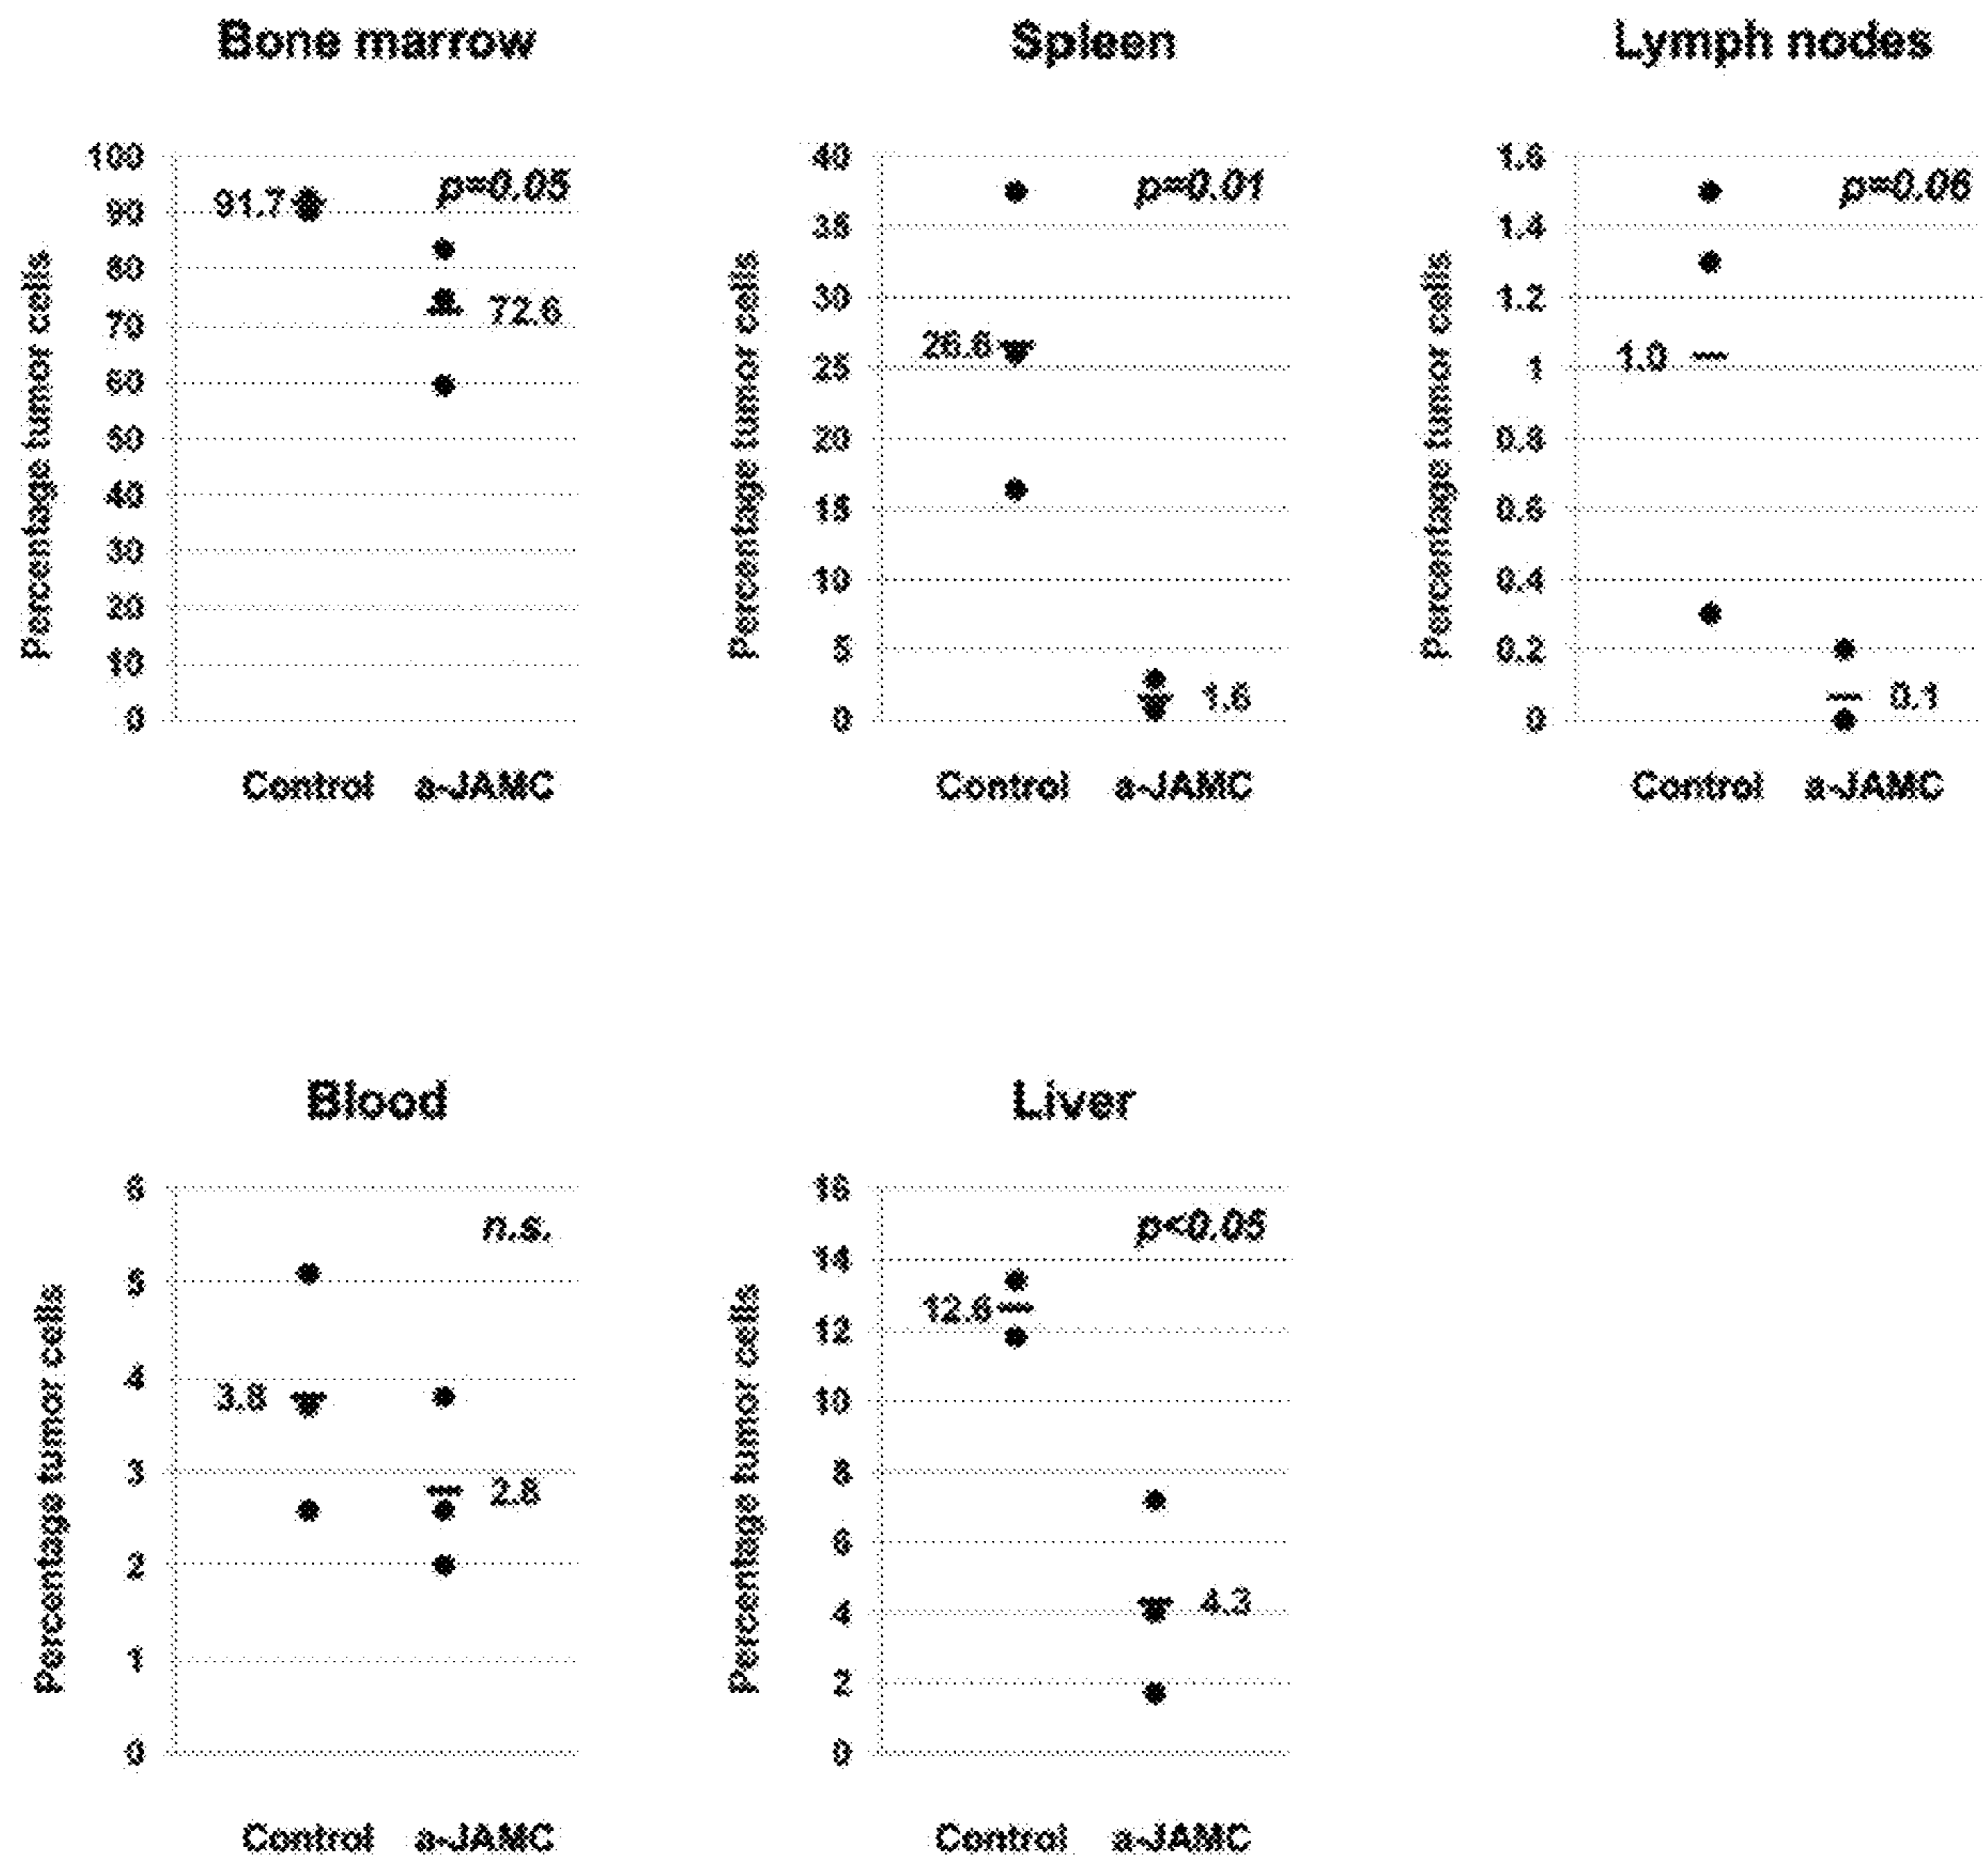 Bone marrow
Percentage tumor cells
100
90
80
70
60
50
40
30
20
10
0
91.7
p=0.05
72.6
Control a-JAMC
Spleen
Percentage tumor cells
40
35
30
25
20
15
10
5
0
p=0.01
26.6
1.6
Control a-JAMC
Lymph nodes
Percentage tumor cells
1.6
1.4
1.2
1
0.8
0.6
0.4
0.2
0
p=0.06
1.0
0.1
Control a-JAMC
Blood
Percentage tumor cells
6
5
4
3
2
1
0
n.s.
3.8
2.8
Control a-JAMC
Liver
Percentage tumor cells
16
14
12
10
8
6
4
2
0
p<0.05
12.6
4.3
Control a-JAMC